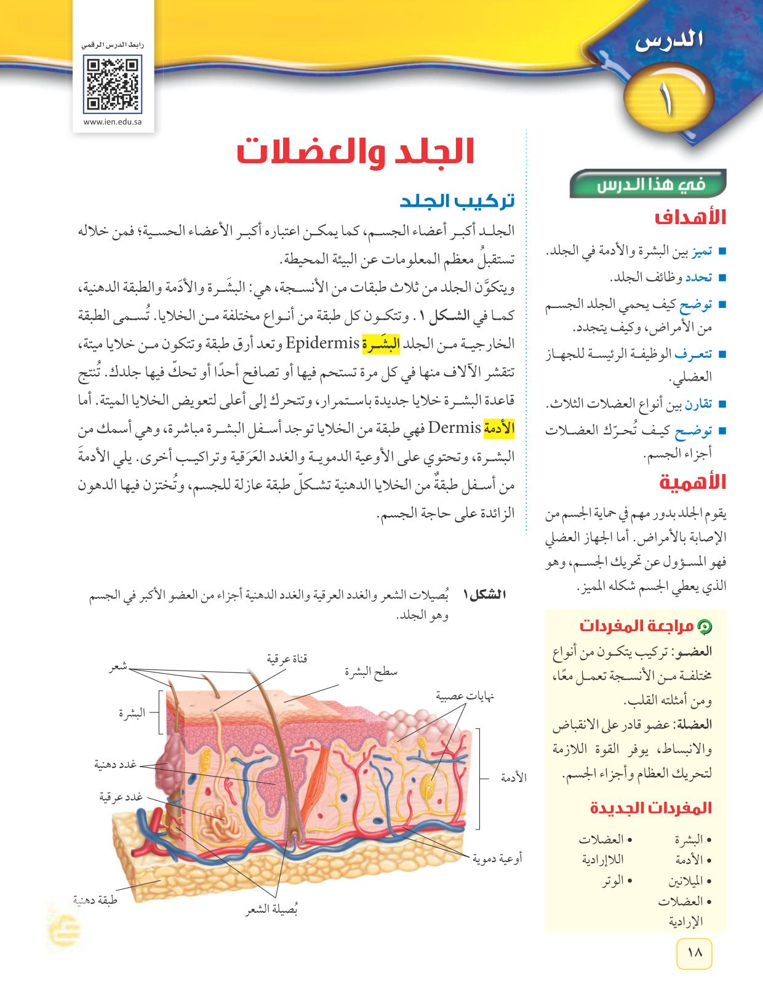 الدرس
١
رابط الدرس الرقمي
www.ien.edu.sa
في هذا الدرس
الأهداف
■ تميز بين البشرة والأدمة في الجلد.
■ تحدد وظائف الجلد.
■ توضح كيف يحمي الجلد الجسم
من الأمراض، وكيف يتجدد.
■ تتعرف الوظيفة الرئيسة للجهاز
العضلي.
■ تقارن بين أنواع العضلات الثلاث.
■ توضح كيف تُحرّك العضلات
أجزاء الجسم.
الأهمية
يقوم الجلد بدور مهم في حماية الجسم من
الإصابة بالأمراض. أما الجهاز العضلي
فهو المسؤول عن تحريك الجسم، وهو
الذي يعطي الجسم شكله المميز.
مراجعة المفردات
العضو: تركيب يتكون من أنواع
مختلفة من الأنسجة تعمل معًا،
ومن أمثلته القلب.
العضلة: عضو قادر على الانقباض
والانبساط، يوفر القوة اللازمة
لتحريك العظام وأجزاء الجسم.
المفردات الجديدة
• البشرة
• الأدمة
• الميلانين
• العضلات
الإرادية
• العضلات
اللاإرادية
• الوتر
الجلد والعضلات
تركيب الجلد
الجلد أكبر أعضاء الجسم، كما يمكن اعتباره أكبر الأعضاء الحسية؛ فمن خلاله
تستقبلُ معظم المعلومات عن البيئة المحيطة.
ويتكوَّن الجلد من ثلاث طبقات من الأنسجة، هي: البشَرة والأدَمة والطبقة الدهنية،
كما في الشكل ١. وتتكون كل طبقة من أنواع مختلفة من الخلايا. تُسمى الطبقة
الخارجية من الجلد البشَرة Epidermis وتعد أرق طبقة وتتكون من خلايا ميتة،
تتقشر الآلاف منها في كل مرة تستحم فيها أو تصافح أحدًا أو تحكّ فيها جلدك. تُنتج
قاعدة البشرة خلايا جديدة باستمرار، وتتحرك إلى أعلى لتعويض الخلايا الميتة. أما
الأدمة Dermis فهي طبقة من الخلايا توجد أسفل البشرة مباشرة، وهي أسمك من
البشرة، وتحتوي على الأوعية الدموية والغدد العَرَقية وتراكيب أخرى. يلي الأدمةَ
من أسفل طبقةٌ من الخلايا الدهنية تشكلّ طبقة عازلة للجسم، وتُختزن فيها الدهون
الزائدة على حاجة الجسم.
الشكل١ بُصيلات الشعر والغدد العرقية والغدد الدهنية أجزاء من العضو الأكبر في الجسم
وهو الجلد.
قناة عرقية
شعر
سطح البشرة
نهايات عصبية
البشرة
غدد دهنية
الأدمة
غدد عرقية
أوعية دموية
طبقة دهنية
بُصيلة الشعر
١٨